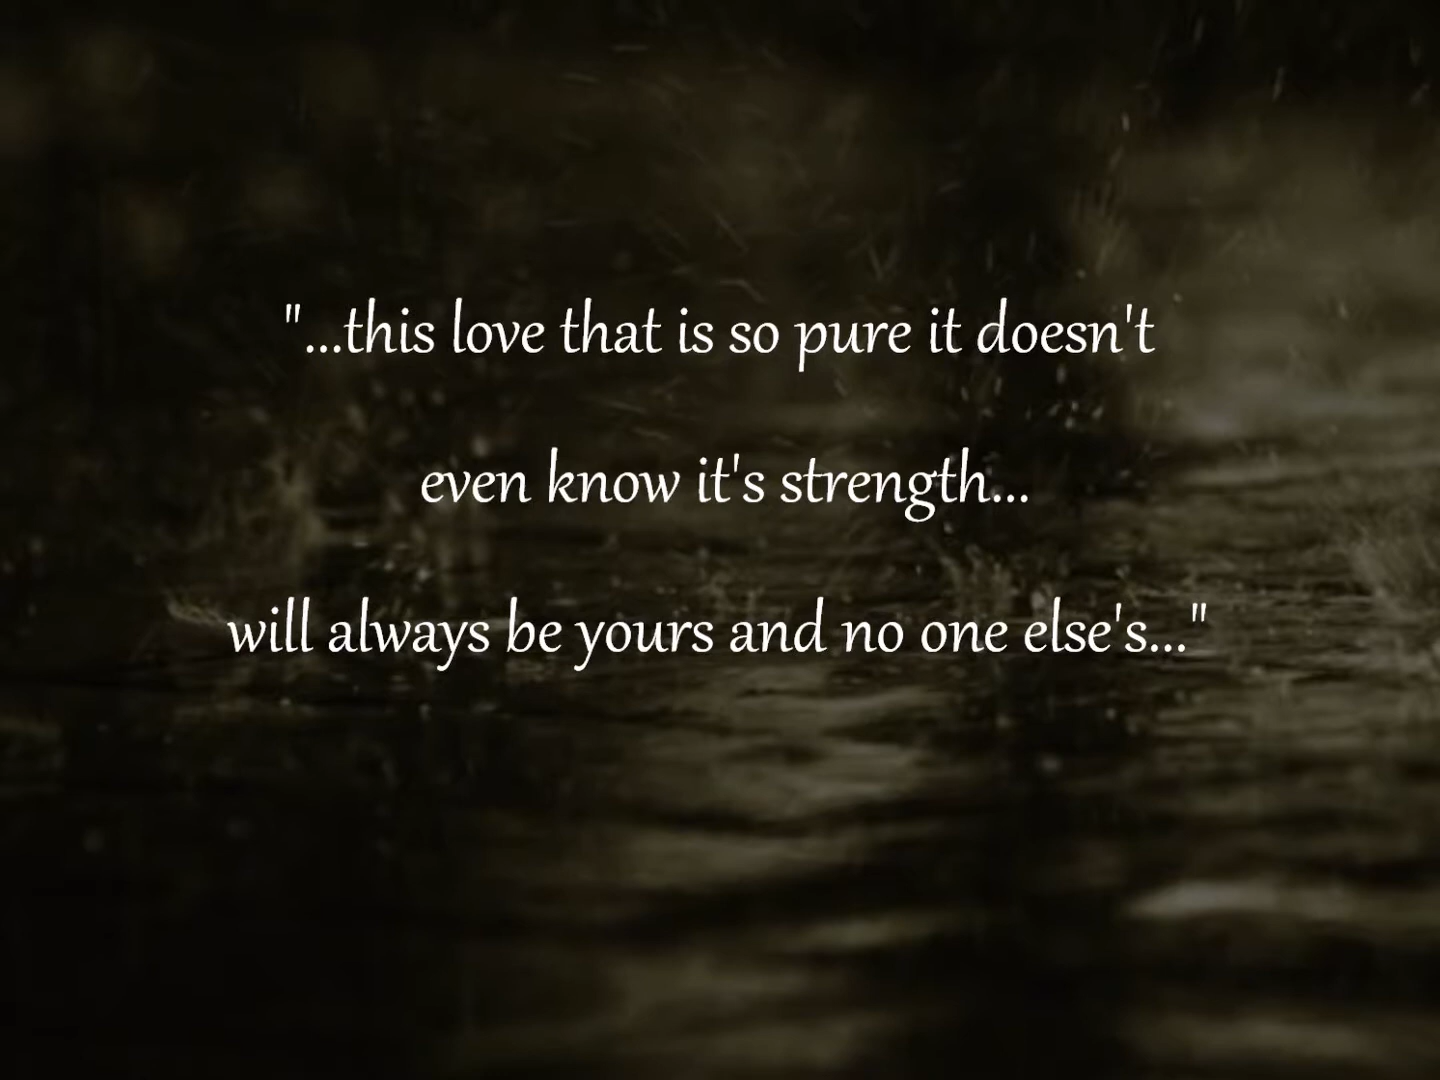 "...this love that is so pure it doesn't
even know it's strength...
will always be yours and no one else's..."